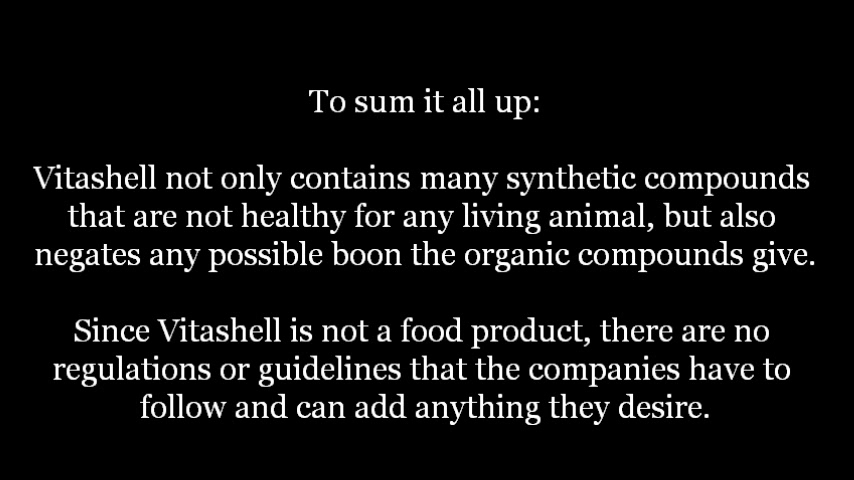 To sum it all up:
Vitashell not only contains many synthetic compounds
that are not healthy for any living animal, but also
negates any possible boon the organic compounds give.
Since Vitashell is not a food product, there are no
regulations or guidelines that the companies have to
follow and can add anything they desire.